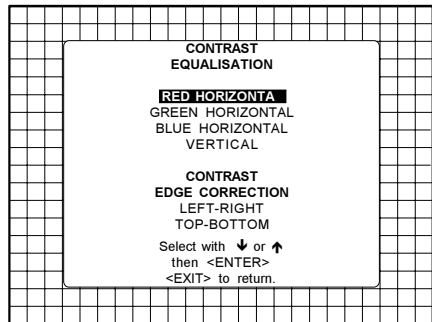 CONTRAST
EQUALISATION
RED HORIZONTA
GREEN HORIZONTAL
BLUE HORIZONTAL
VERTICAL
CONTRAST
EDGE CORRECTION
LEFT-RIGHT
TOP-BOTTOM
Select with 🡻 or 🡹
then <ENTER>
<EXIT> to return.